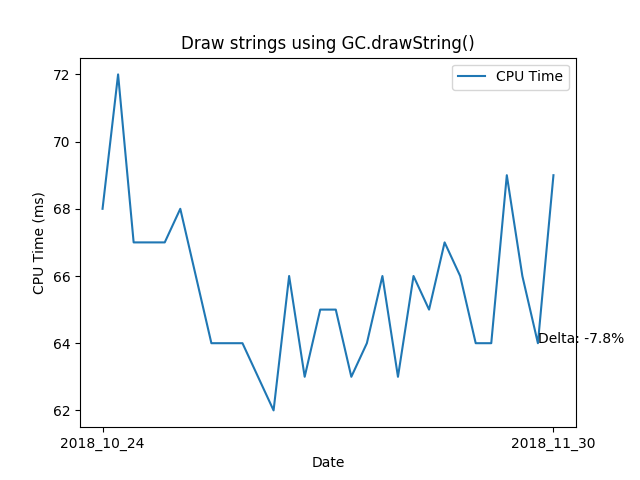 Draw strings using GC.drawString()
CPU Time
72
70
68
66
64
62
CPU Time (ms)
Delta: -7.8%
2018_10_24
2018_11_30
Date